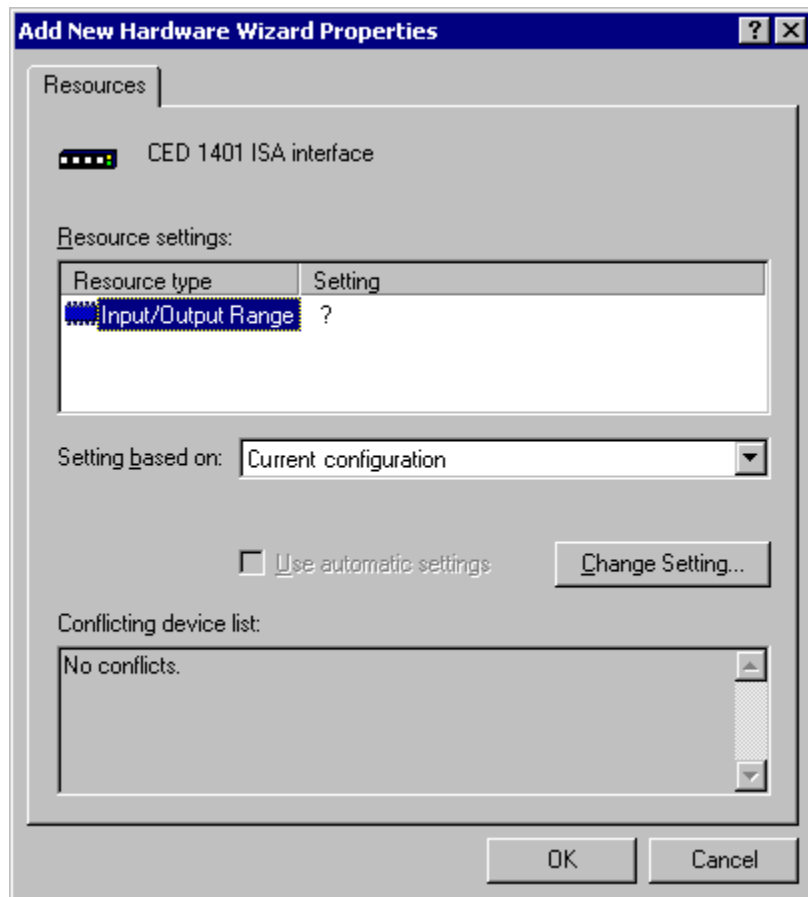 Add New Hardware Wizard Properties
Resources
CED 1401 ISA interface
Resource settings:
Resource type Setting
Input/Output Range ?
Setting based on: Current configuration
Use automatic settings Change Setting...
Conflicting device list:
No conflicts.
OK Cancel